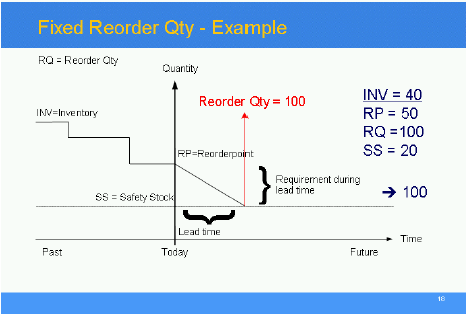 Fixed Reorder Qty - Example
RQ = Reorder Qty
Quantity
Reorder Qty = 100
INV = 40
RP = 50
RQ =100
SS = 20
INV=Inventory
RP=Reorderpoint
Requirement during
lead time
➔ 100
SS = Safety Stock
Lead time
Time
Past
Today
Future
16